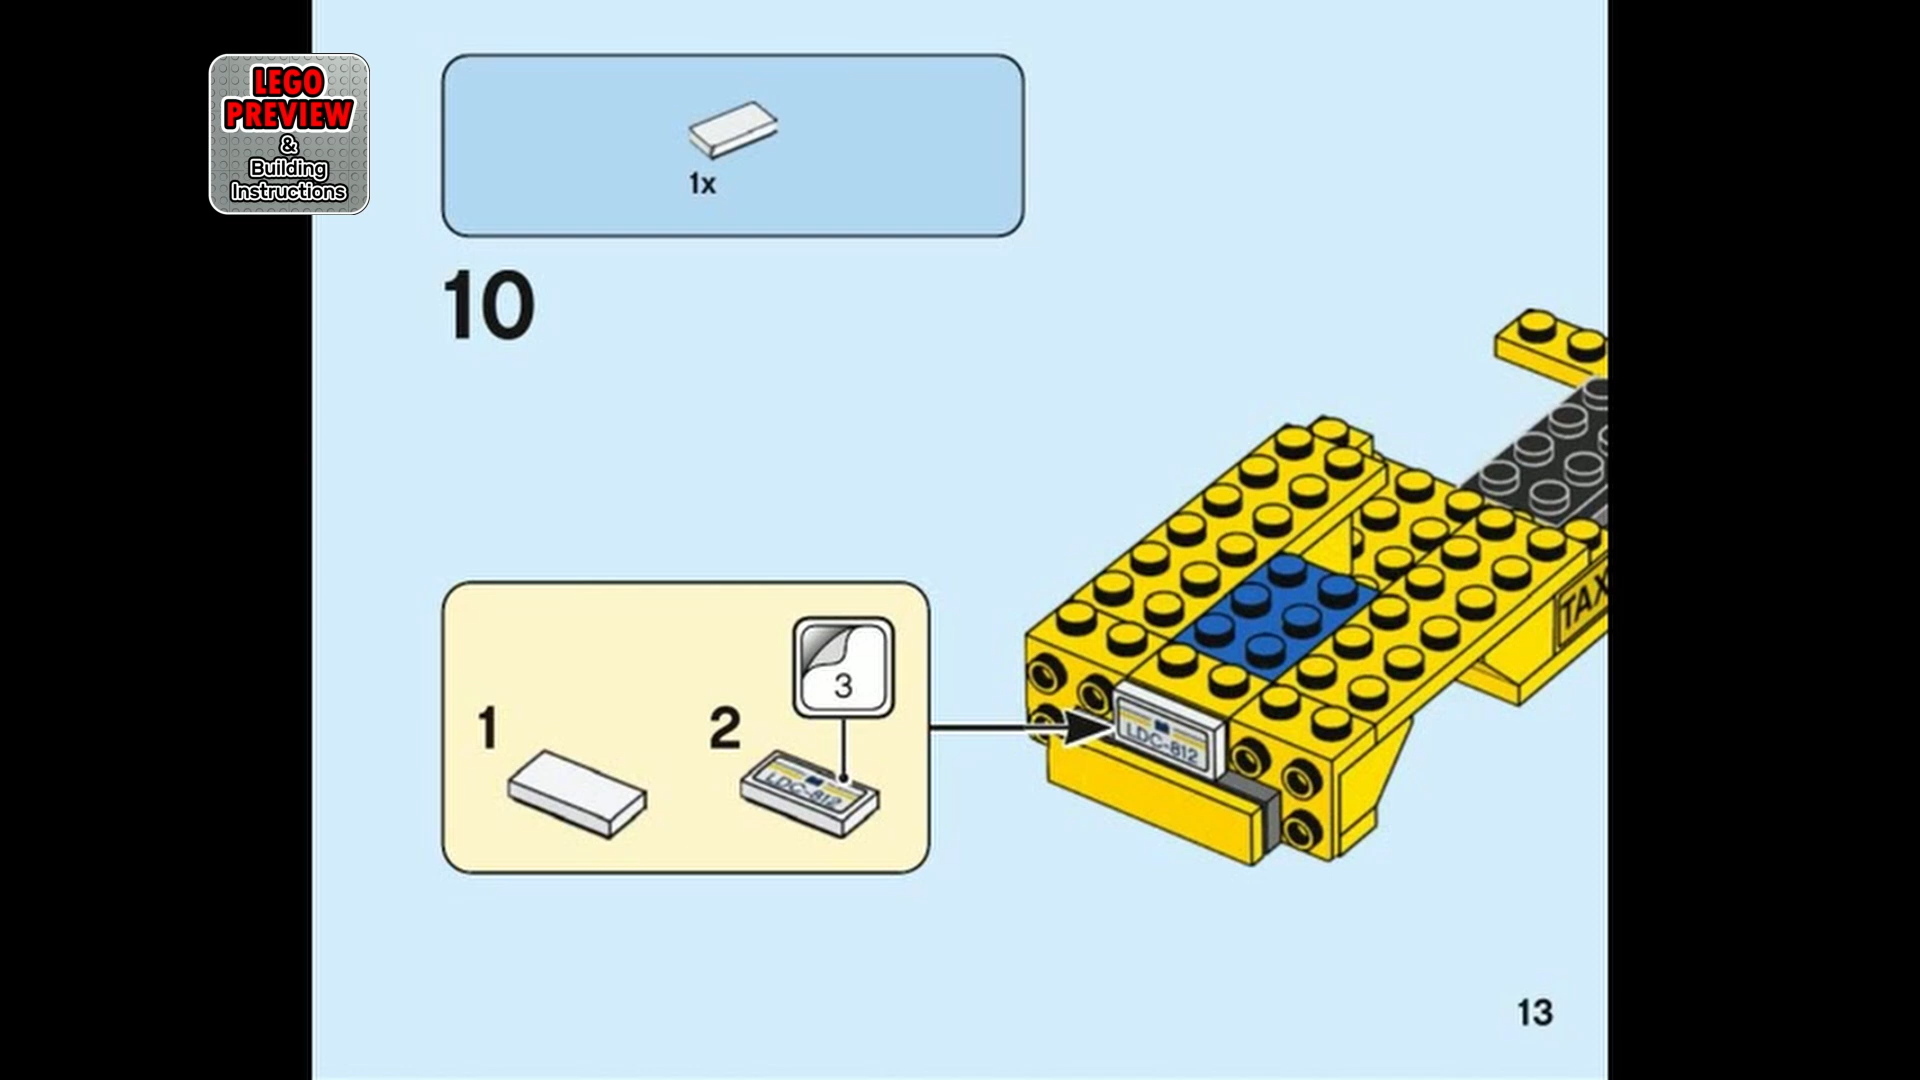 LEGO
PREVIEW
&
Building
Instructions
1x
10
1
2
3
LDC-812
LDC-812
TAX
13